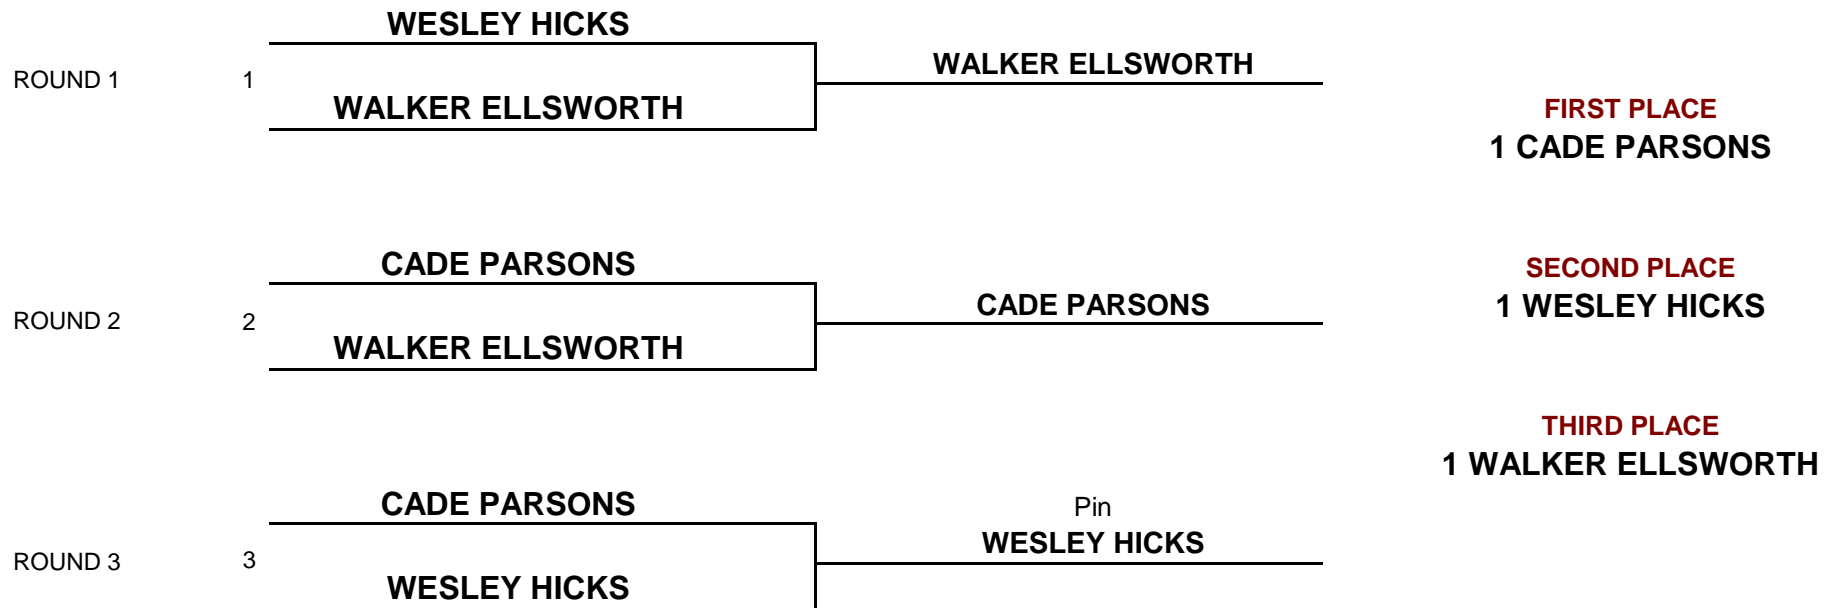 WESLEY HICKS
ROUND 1
1
WALKER ELLSWORTH
WALKER ELLSWORTH
FIRST PLACE
1 CADE PARSONS
CADE PARSONS
ROUND 2
2
WALKER ELLSWORTH
CADE PARSONS
SECOND PLACE
1 WESLEY HICKS
THIRD PLACE
1 WALKER ELLSWORTH
CADE PARSONS
ROUND 3
3
WESLEY HICKS
Pin
WESLEY HICKS